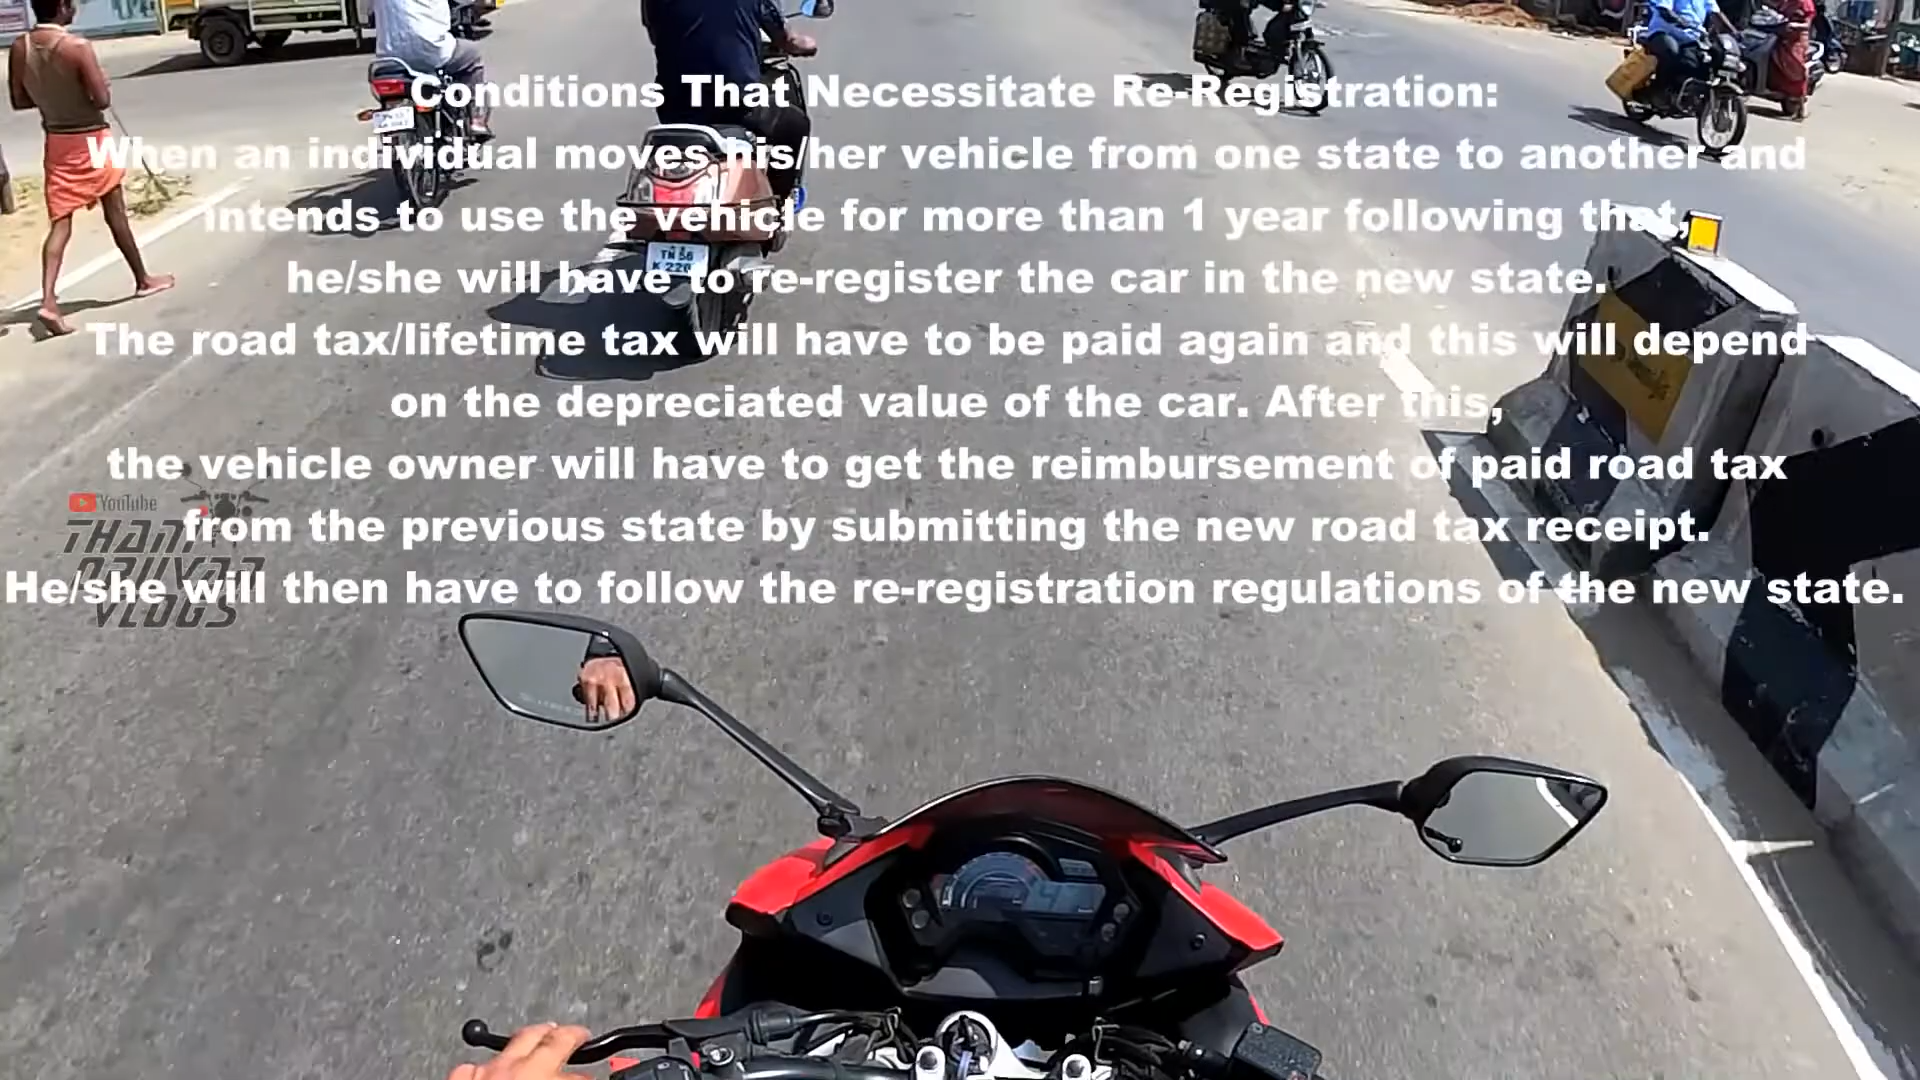 Conditions That Necessitate Re-Registration:
When an individual moves his/her vehicle from one state to another and
intends to use the vehicle for more than 1 year following that,
he/she will have to re-register the car in the new state.
The road tax/lifetime tax will have to be paid again and this will depend
on the depreciated value of the car. After this,
the vehicle owner will have to get the reimbursement of paid road tax
from the previous state by submitting the new road tax receipt.
He/she will then have to follow the re-registration regulations of the new state.
YouTube
VLOGS
TN 56